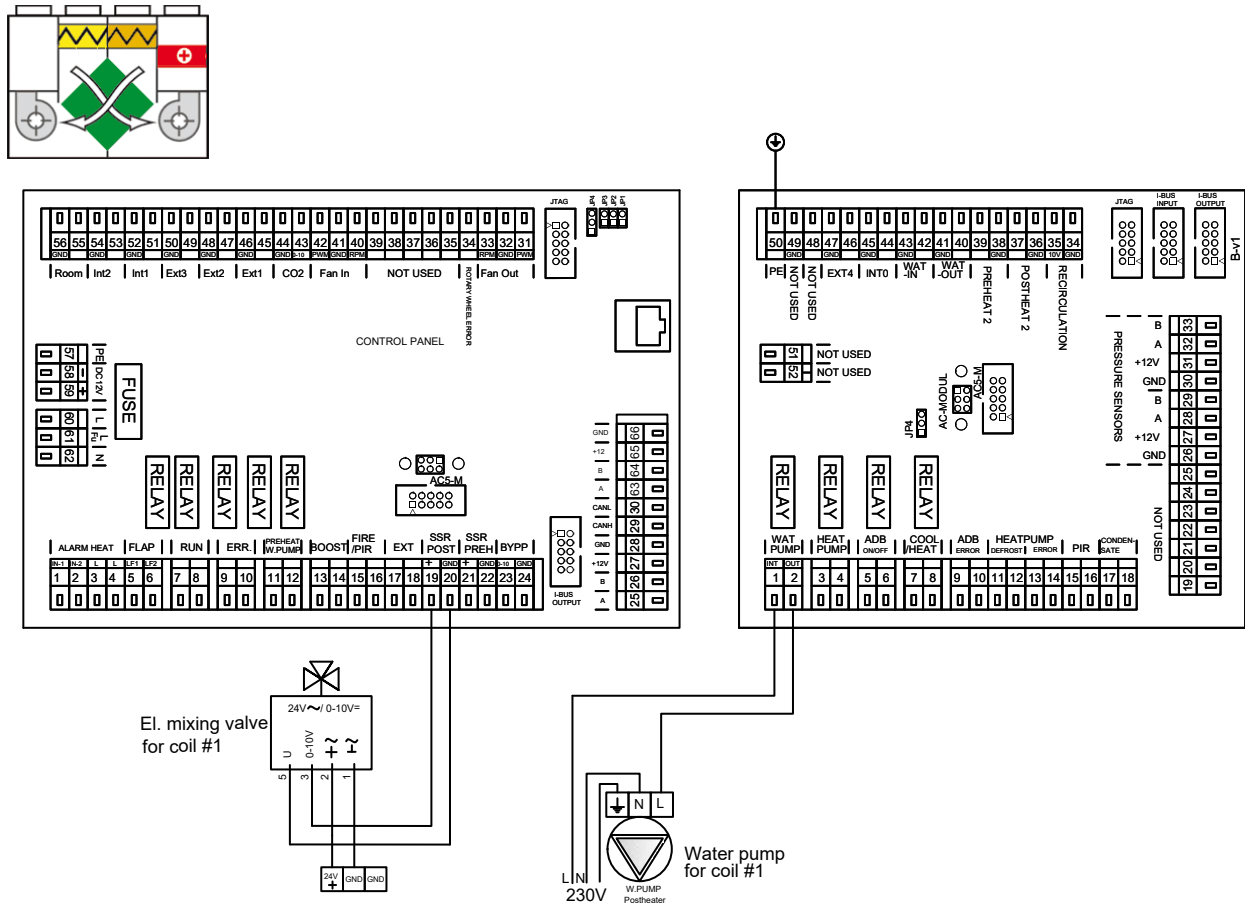 JTAG
JP4
JP3
JP2
JP1
56 55 54 53 52 51 50 49 48 47 46 45 44 43 42 41 40 39 38 37 36 35 34 33 32 31
GND GND GND GND GND GND GND 0-10 PWM GND RPM RPM GND PWM
Room Int2 Int1 Ext3 Ext2 Ext1 CO2 Fan In NOT USED ROTARY WHEEL ERROR Fan Out
CONTROL PANEL
57 PE
58 - DC12V
59 +
60 L
61 Fu L
62 N
FUSE
RELAY RELAY RELAY RELAY RELAY
AC5-M
GND 66
+12 65
B 64
A 63
CANL 30
CANH 29
GND 28
+12V 27
B 26
A 25
I-BUS OUTPUT
ALARM HEAT FLAP RUN ERR. PREHEAT W.PUMP BOOST FIRE /PIR EXT SSR POST SSR PREH BYPP
IN-1 IN-2 L L LF1 LF2 + GND + GND 0-10 GND
1 2 3 4 5 6 7 8 9 10 11 12 13 14 15 16 17 18 19 20 21 22 23 24
24V ~/ 0-10V=
U 0-10V + ~ - ~
5 3 2 1
El. mixing valve
for coil #1
24V + GND GND
50 49 48 47 46 45 44 43 42 41 40 39 38 37 36 35 34
GND GND GND GND GND GND GND 10V GND
PE NOT USED NOT USED EXT4 INT0 WAT -IN WAT -OUT PREHEAT 2 POSTHEAT 2 RECIRCULATION
JTAG
I-BUS INPUT
I-BUS OUTPUT
B-v1
51 NOT USED
52 NOT USED
JP4
AC-MODUL
AC5-M
B 33
A 32
+12V 31
GND 30
B 29
A 28
+12V 27
GND 26
PRESSURE SENSORS
25
24
23
22
21
20
19
NOT USED
RELAY RELAY RELAY RELAY
WAT PUMP HEAT PUMP ADB ON/OFF COOL /HEAT ADB ERROR HEATPUMP DEFROST ERROR PIR CONDEN- SATE
INT OUT
1 2 3 4 5 6 7 8 9 10 11 12 13 14 15 16 17 18
N L
L N
230V
W.PUMP
Postheater
Water pump
for coil #1